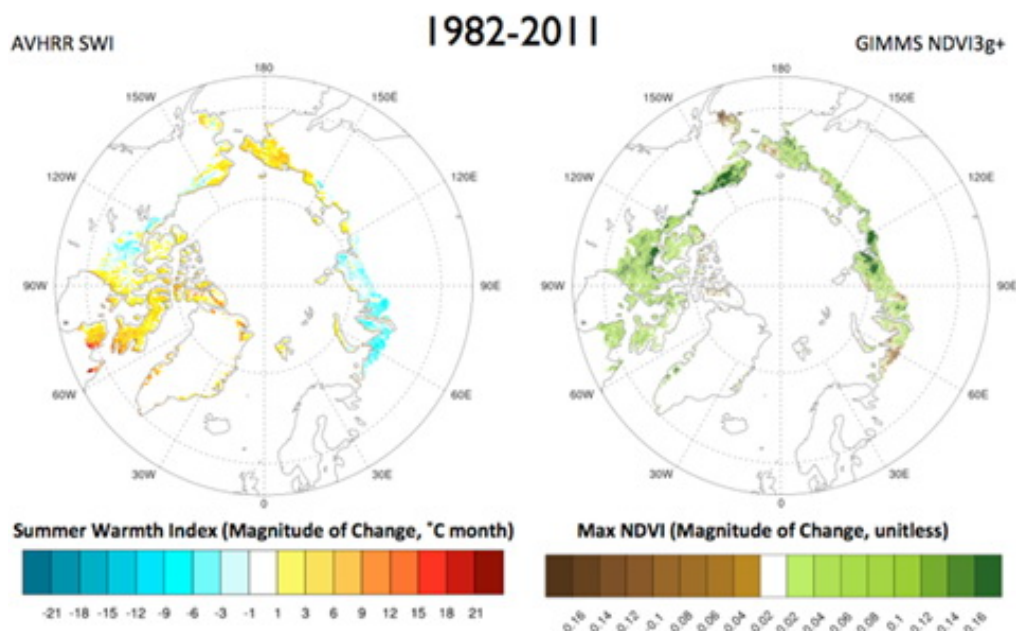 1982-2011
AVHRR SWI
GIMMS NDVI3g+
180
150W
150E
120W
120E
90W
90E
60W
60E
30W
30E
0
180
150W
150E
120W
120E
90W
90E
60W
60E
30W
30E
0
Summer Warmth Index (Magnitude of Change, ˚C month)
-21 -18 -15 -12 -9 -6 -3 -1 1 3 6 9 12 15 18 21
Max NDVI (Magnitude of Change, unitless)
0.16 0.14 0.12 -0.1 0.08 0.06 0.04 0.02 0.02 0.04 0.06 0.08 0.1 0.12 0.14 0.16